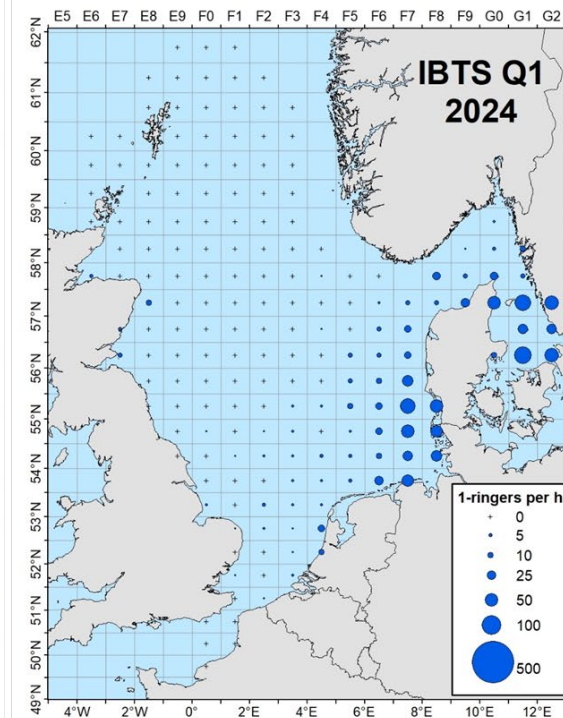 E5 E6 E7 E8 E9 F0 F1 F2 F3 F4 F5 F6 F7 F8 F9 G0 G1 G2
62°N
IBTS Q1
61°N
2024
60°N
59°N
58°N
57°N
56°N
55°N
54°N
53°N
52°N
51°N
50°N
49°N
1-ringers per h
0
5
10
25
50
100
500
4°W 2°W 0° 2°E 4°E 6°E 8°E 10°E 12°E